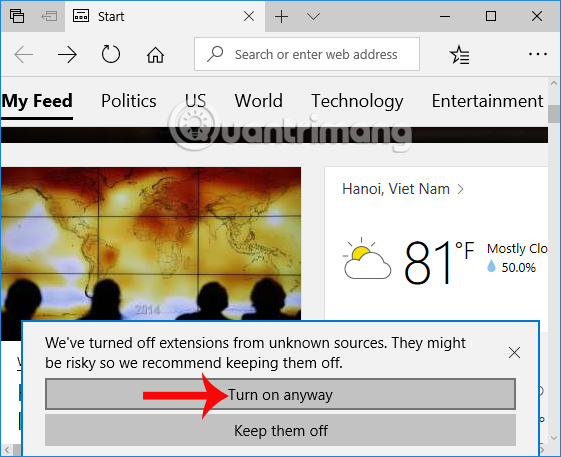 Start
Search or enter web address
My Feed Politics US World Technology Entertainment
Quantrimang
Hanoi, Viet Nam
81°F
Mostly Clo
50.0%
2014
We've turned off extensions from unknown sources. They might
be risky so we recommend keeping them off.
Turn on anyway
Keep them off